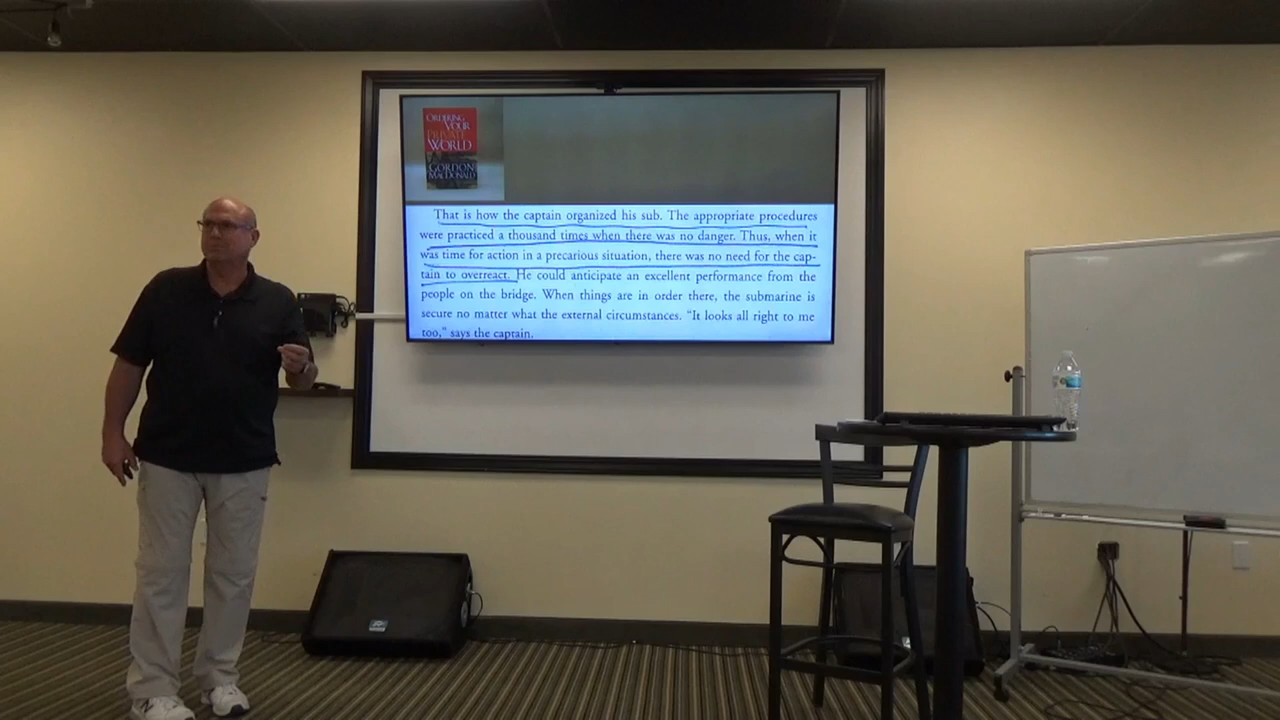 ORDERING
YOUR
PRIVATE
WORLD
GORDON
MACDONALD
That is how the captain organized his sub. The appropriate procedures
were practiced a thousand times when there was no danger. Thus, when it
was time for action in a precarious situation, there was no need for the cap-
tain to overreact. He could anticipate an excellent performance from the
people on the bridge. When things are in order there, the submarine is
secure no matter what the external circumstances. “It looks all right to me
too,” says the captain.